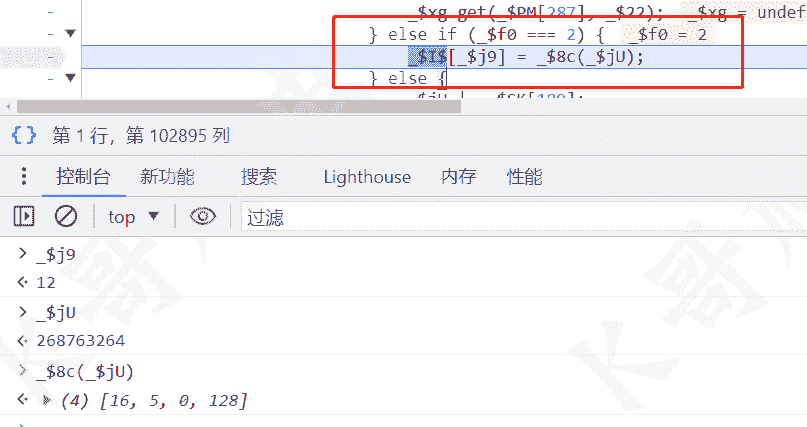 _$xg get(_$PM[287], _$22); _$xg = undef
} else if (_$f0 === 2) { _$f0 = 2
_$I$[_$j9] = _$8c(_$jU);
} else {
{} 第 1 行，第 102895 列
控制台 新功能 搜索 Lighthouse 内存 性能
top ▼ 过滤
> _$j9
12
> _$jU
268763264
> _$8c(_$jU)
(4) [16, 5, 0, 128]